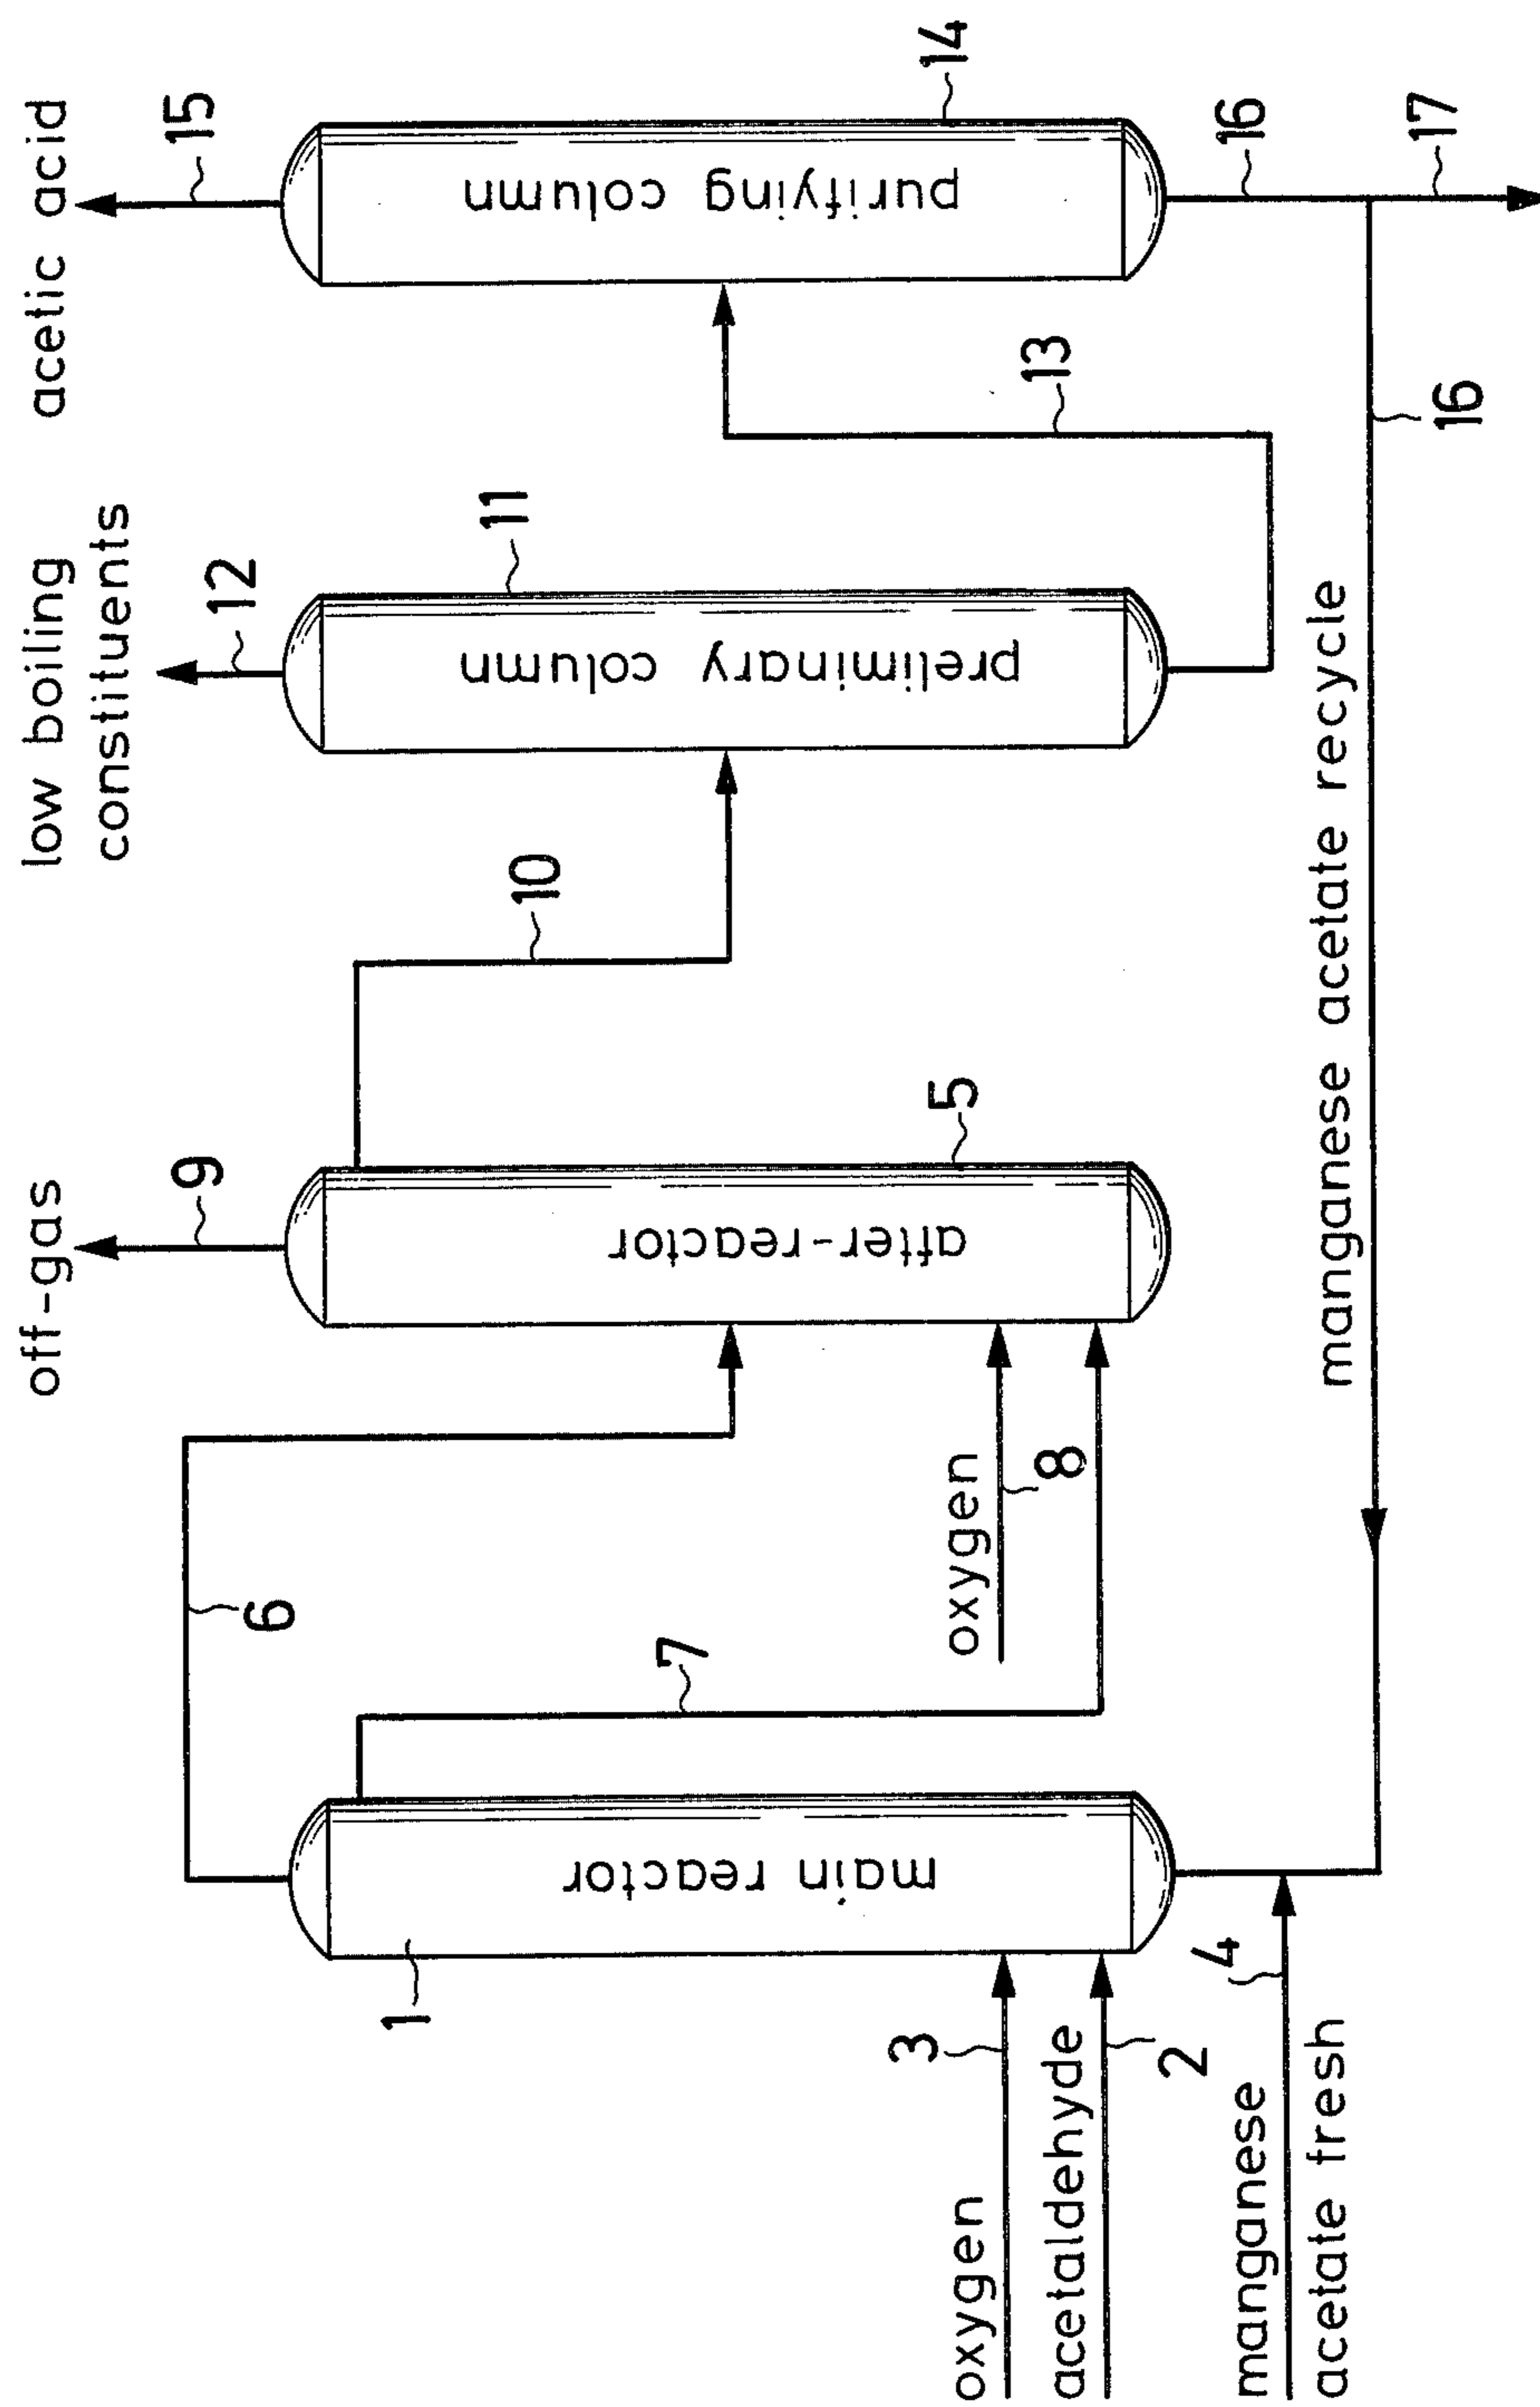 off-gas
low boiling
constituents
acetic acid
9
12
15
6
1
7
10
11
14
main reactor
after-reactor
preliminary column
purifying column
5
13
3
oxygen
oxygen
8
acetaldehyde
2
4
manganese
acetate fresh
manganese acetate recycle
16
16
17